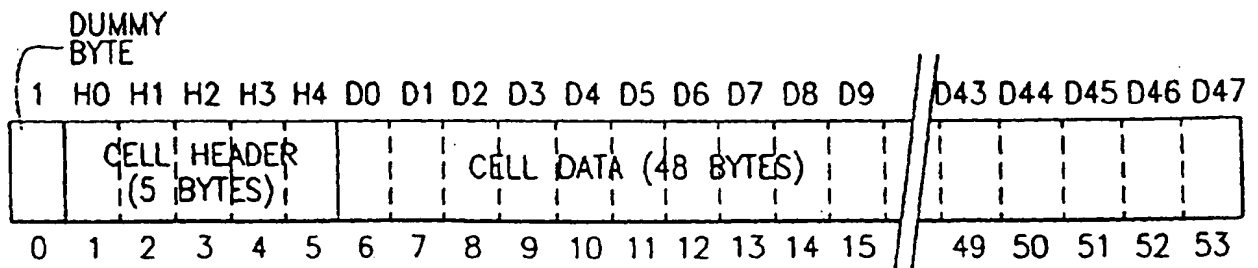 DUMMY
BYTE
1 H0 H1 H2 H3 H4 D0 D1 D2 D3 D4 D5 D6 D7 D8 D9 D43 D44 D45 D46 D47
CELL HEADER
(5 BYTES)
CELL DATA (48 BYTES)
0 1 2 3 4 5 6 7 8 9 10 11 12 13 14 15 49 50 51 52 53